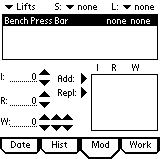 Lifts S: none L: none
Bench Press Bar none none
I R W
I: 0 Add:
Repl:
R: 0
W: 0
Date Hist Mod Work